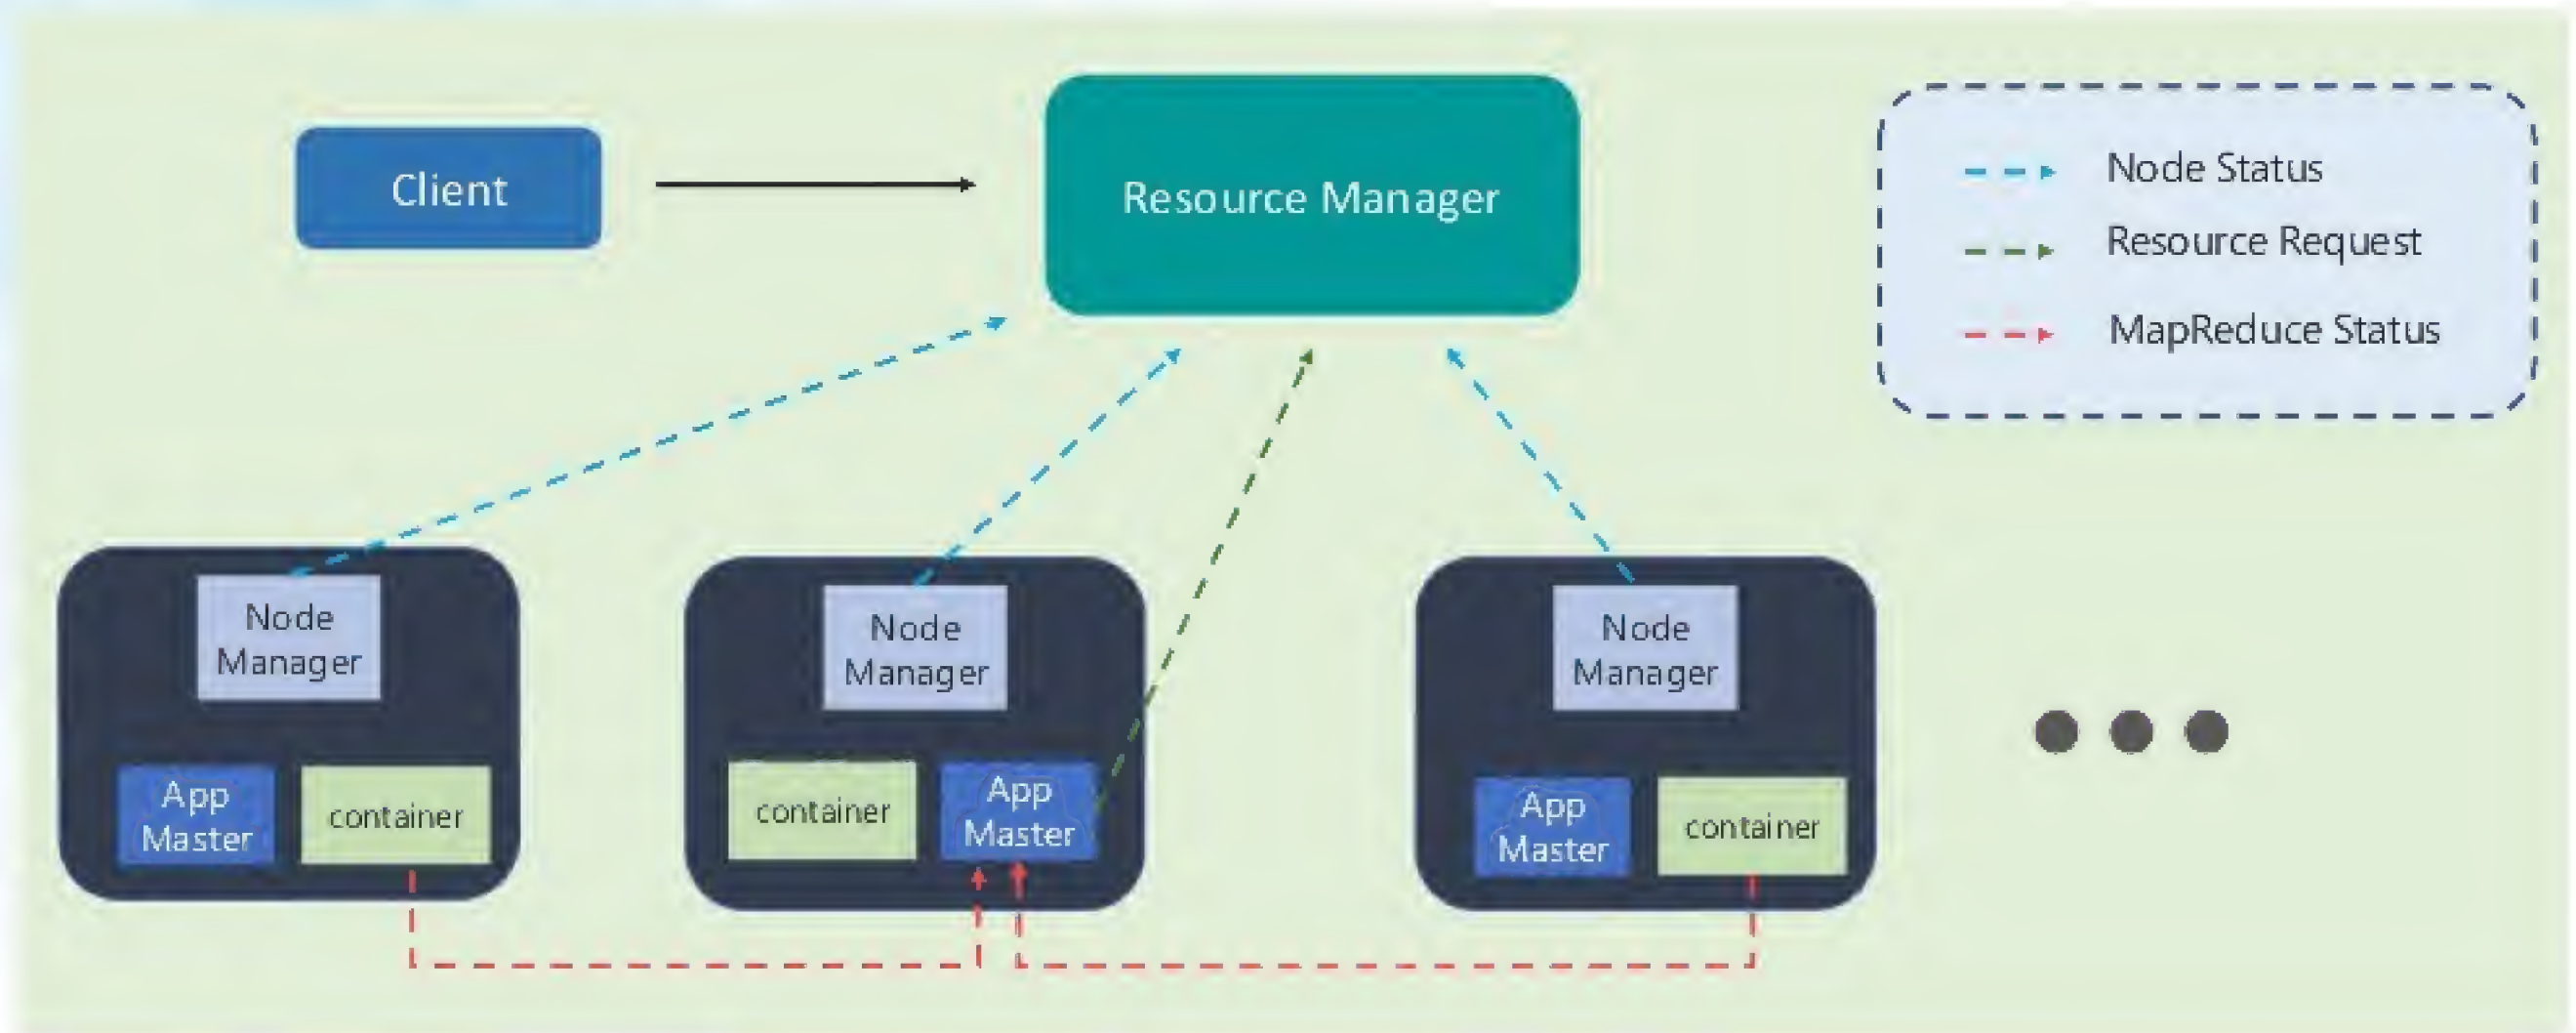 Client
Resource Manager
Node Status
Resource Request
MapReduce Status
Node
Manager
App
Master
container
Node
Manager
container
App
Master
Node
Manager
App
Master
container